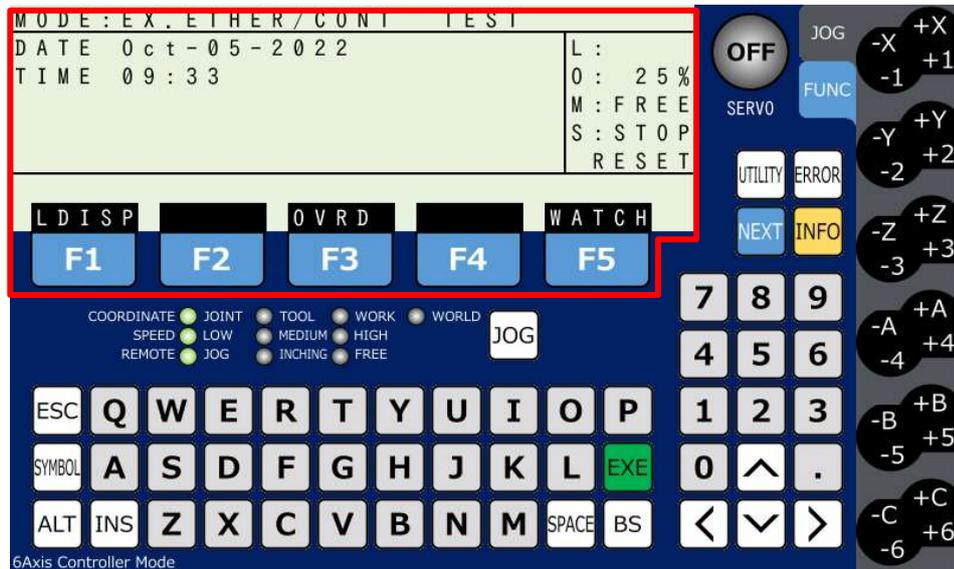 MODE:EX.ETHER/CONT TEST
DATE Oct-05-2022
TIME 09:33
L:
O: 25%
M:FREE
S:STOP
RESET
LDISP OVRD WATCH
F1 F2 F3 F4 F5
OFF
SERVO
JOG
FUNC
UTILITY ERROR
NEXT INFO
COORDINATE JOINT TOOL WORK WORLD
SPEED LOW MEDIUM HIGH
REMOTE JOG INCHING FREE
JOG
7 8 9
4 5 6
1 2 3
0 .
ESC Q W E R T Y U I O P
SYMBOL A S D F G H J K L EXE
ALT INS Z X C V B N M SPACE BS
6Axis Controller Mode
-X +X
-1 +1
-Y +Y
-2 +2
-Z +Z
-3 +3
-A +A
-4 +4
-B +B
-5 +5
-C +C
-6 +6